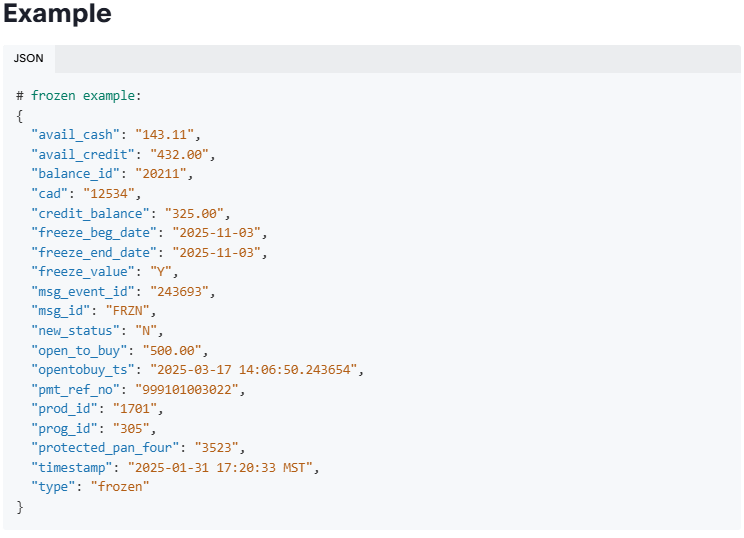 Example
JSON
# frozen example:
{
  "avail_cash": "143.11",
  "avail_credit": "432.00",
  "balance_id": "20211",
  "cad": "12534",
  "credit_balance": "325.00",
  "freeze_beg_date": "2025-11-03",
  "freeze_end_date": "2025-11-03",
  "freeze_value": "Y",
  "msg_event_id": "243693",
  "msg_id": "FRZN",
  "new_status": "N",
  "open_to_buy": "500.00",
  "opentobuy_ts": "2025-03-17 14:06:50.243654",
  "pmt_ref_no": "999101003022",
  "prod_id": "1701",
  "prog_id": "305",
  "protected_pan_four": "3523",
  "timestamp": "2025-01-31 17:20:33 MST",
  "type": "frozen"
}